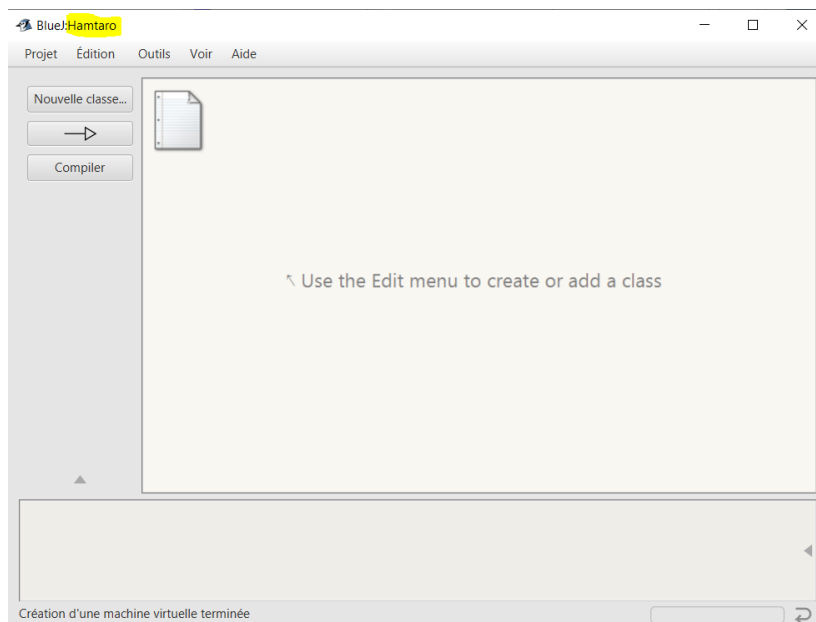 BlueJ:Hamtaro
Projet Édition Outils Voir Aide
Nouvelle classe...
Compiler
Use the Edit menu to create or add a class
Création d'une machine virtuelle terminée